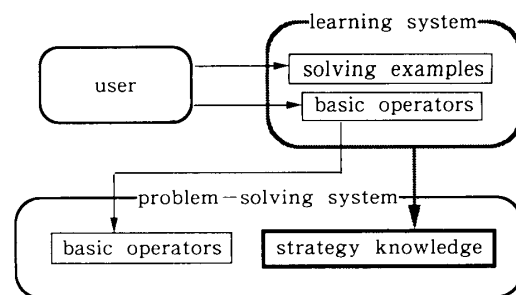 learning system
solving examples
user
basic operators
problem-solving system
basic operators
strategy knowledge